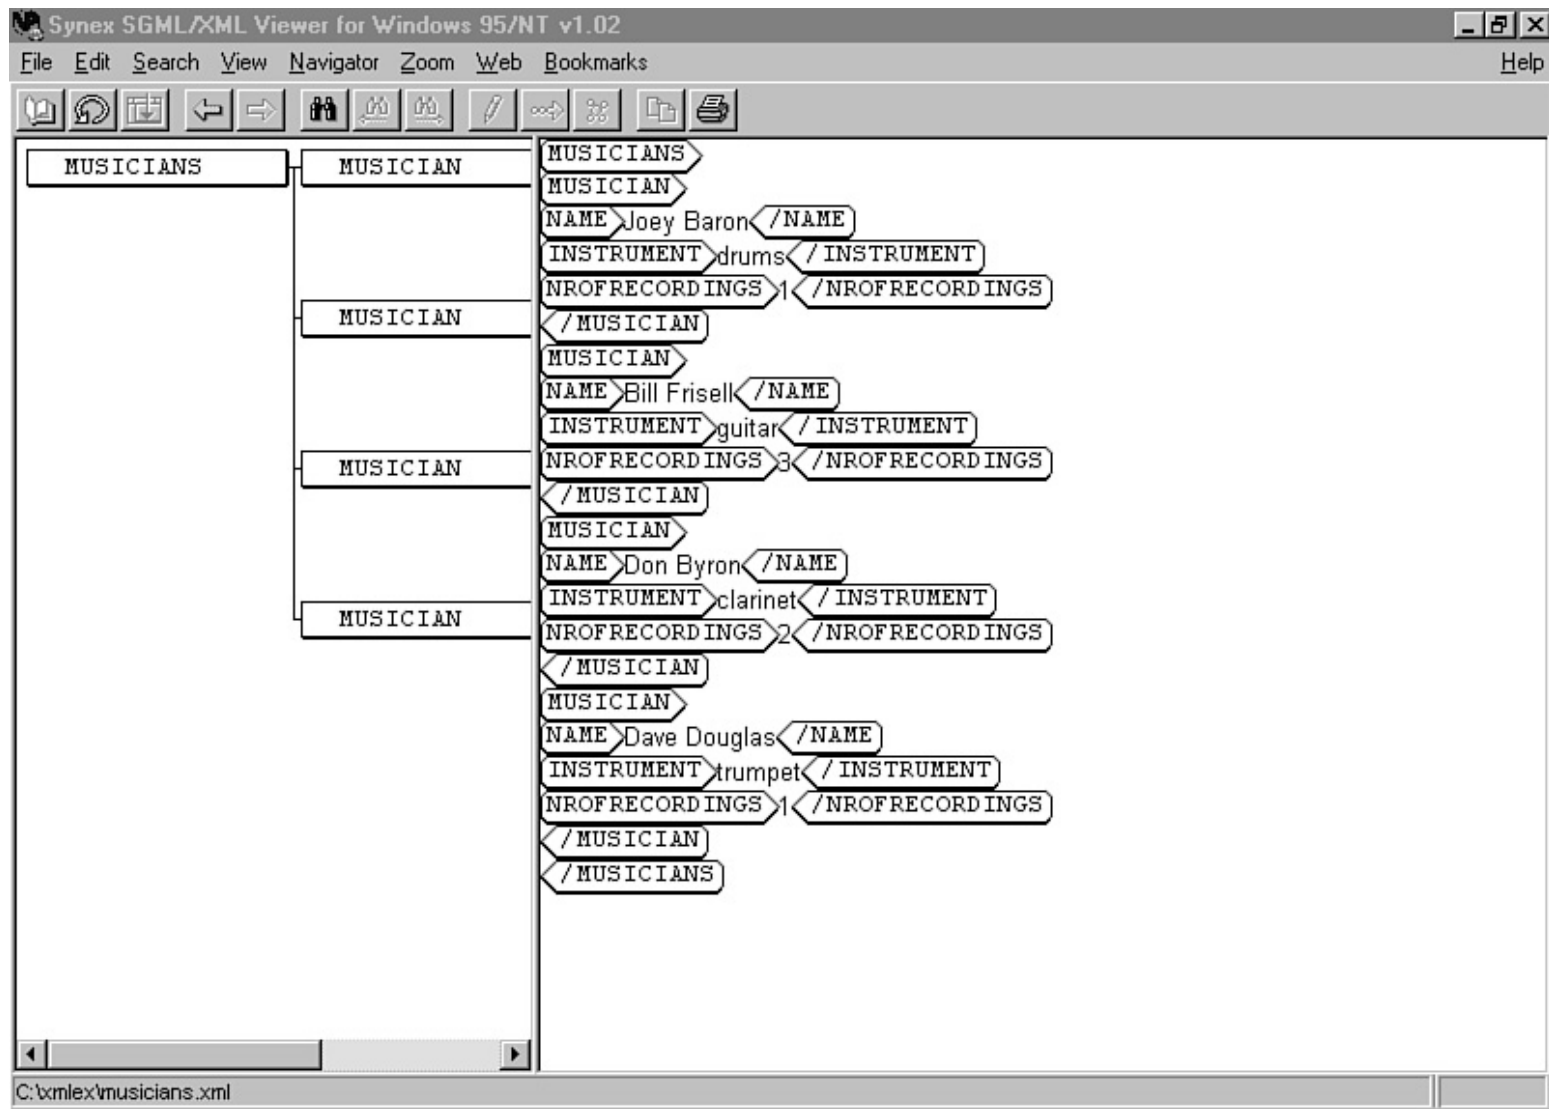 Synex SGML/XML Viewer for Windows 95/NT v1.02
File Edit Search View Navigator Zoom Web Bookmarks Help
MUSICIANS
MUSICIAN
MUSICIAN
MUSICIAN
MUSICIAN
MUSICIANS
MUSICIAN
NAME Joey Baron /NAME
INSTRUMENT drums /INSTRUMENT
NROFRECORDINGS 1 /NROFRECORDINGS
/MUSICIAN
MUSICIAN
NAME Bill Frisell /NAME
INSTRUMENT guitar /INSTRUMENT
NROFRECORDINGS 3 /NROFRECORDINGS
/MUSICIAN
MUSICIAN
NAME Don Byron /NAME
INSTRUMENT clarinet /INSTRUMENT
NROFRECORDINGS 2 /NROFRECORDINGS
/MUSICIAN
MUSICIAN
NAME Dave Douglas /NAME
INSTRUMENT trumpet /INSTRUMENT
NROFRECORDINGS 1 /NROFRECORDINGS
/MUSICIAN
/MUSICIANS
C:\xmlex\musicians.xml